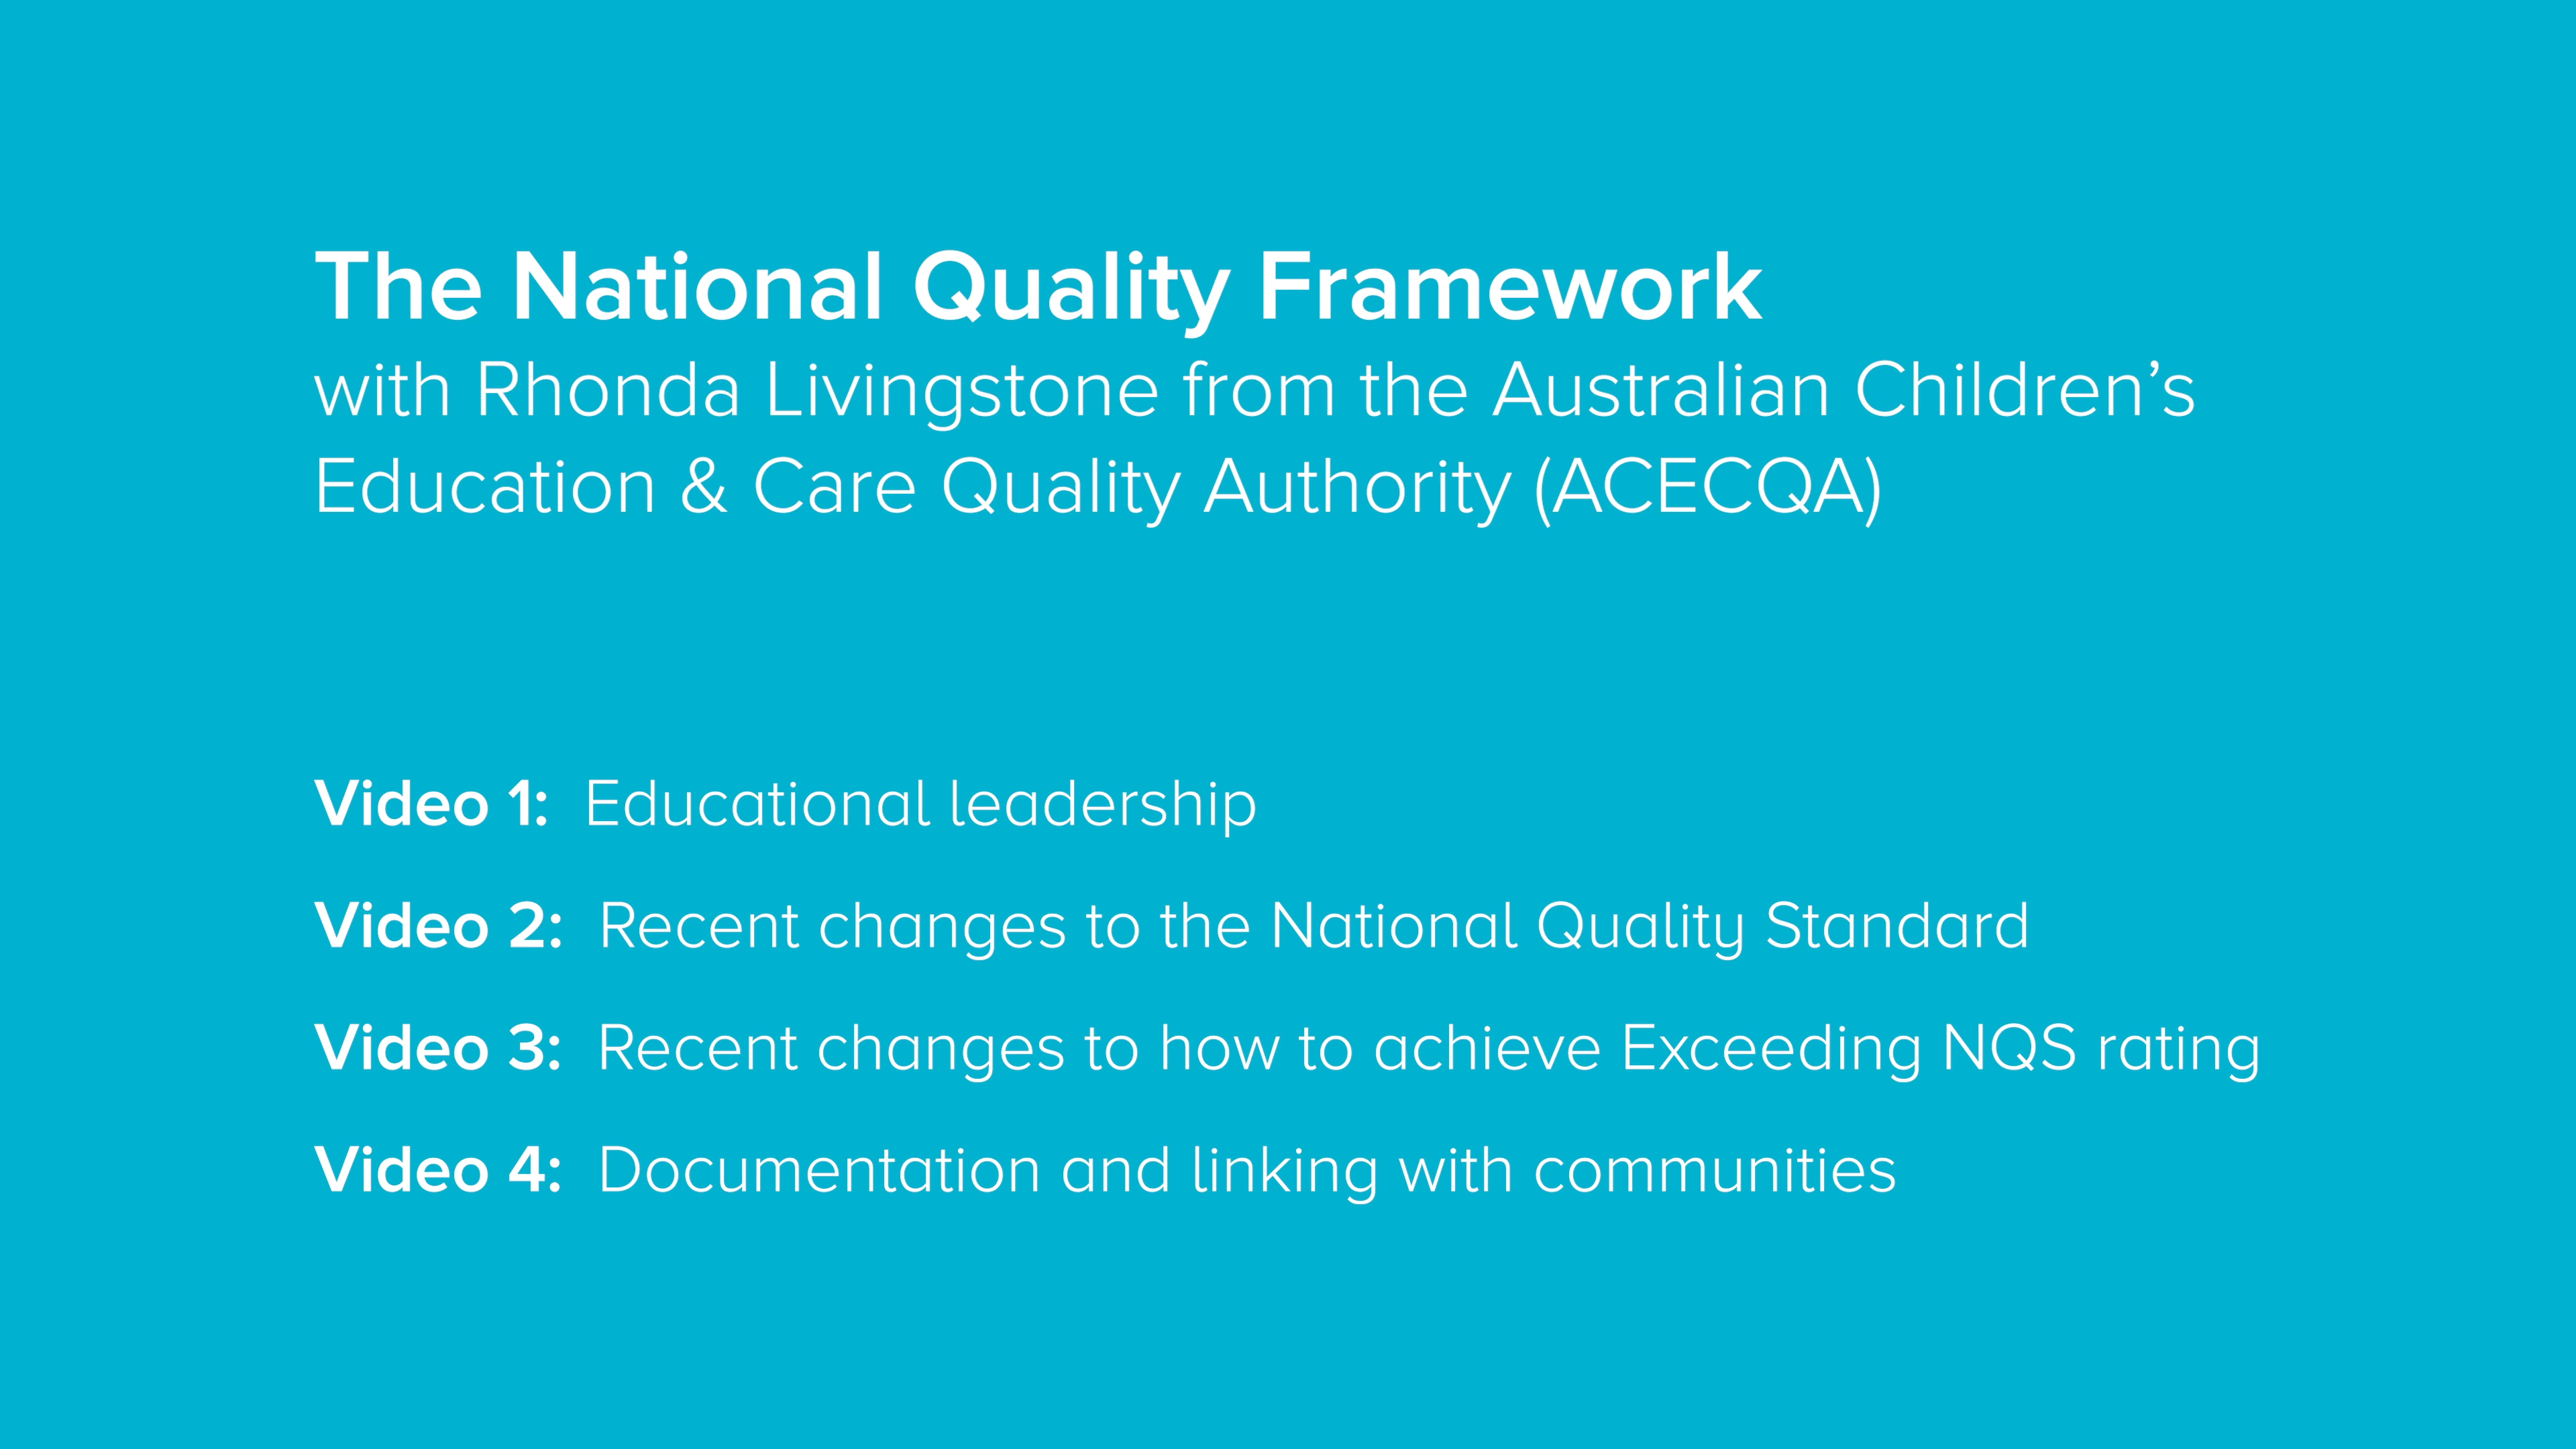 The National Quality Framework
with Rhonda Livingstone from the Australian Children’s
Education & Care Quality Authority (ACECQA)
Video 1: Educational leadership
Video 2: Recent changes to the National Quality Standard
Video 3: Recent changes to how to achieve Exceeding NQS rating
Video 4: Documentation and linking with communities